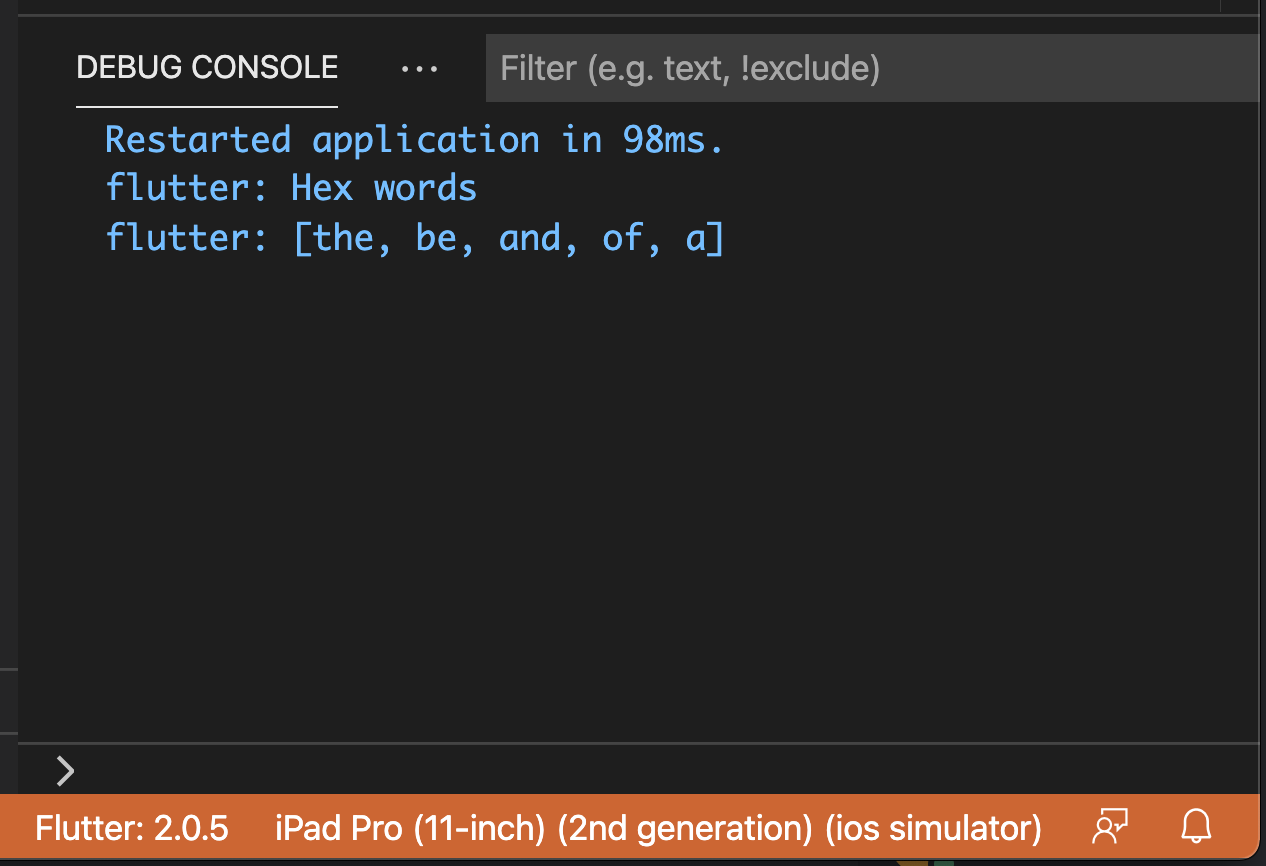 DEBUG CONSOLE ··· Filter (e.g. text, !exclude)
Restarted application in 98ms.
flutter: Hex words
flutter: [the, be, and, of, a]
Flutter: 2.0.5 iPad Pro (11-inch) (2nd generation) (ios simulator)